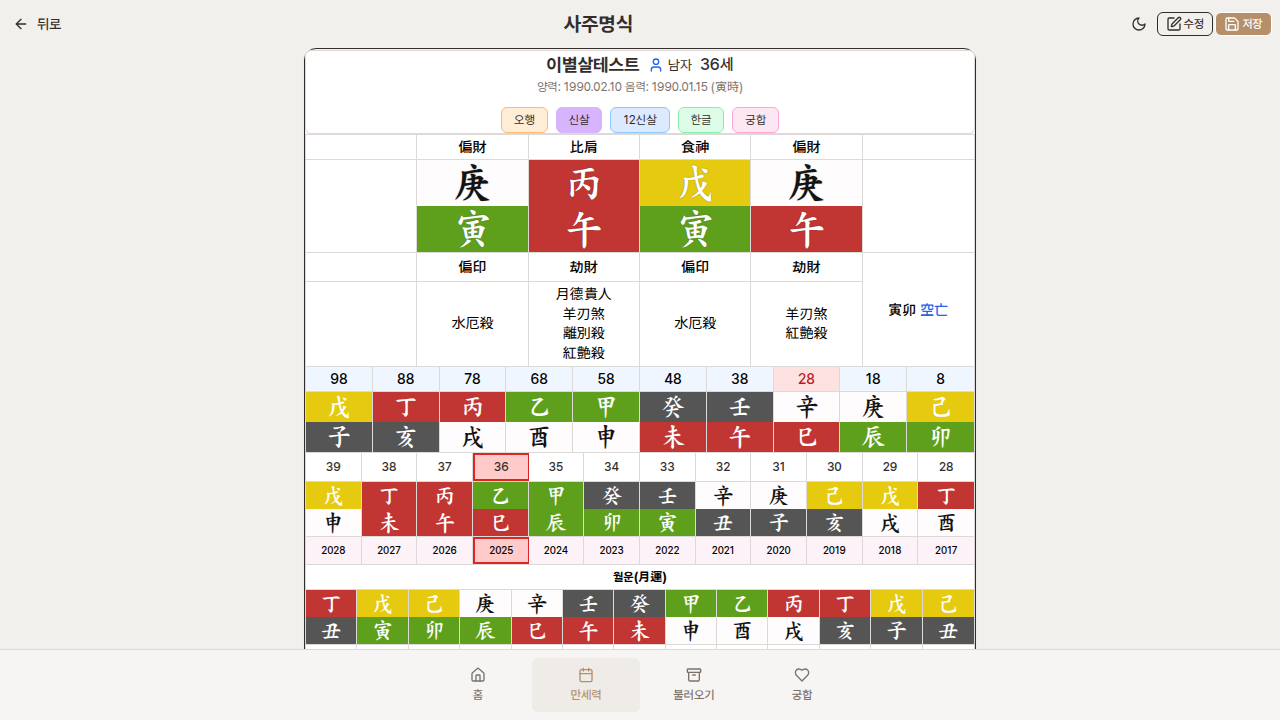 뒤로
사주명식
수정
저장
이별살테스트 남자 36세
양력: 1990.02.10 음력: 1990.01.15 (寅時)
오행 신살 12신살 한글 궁합
偏財 比肩 食神 偏財
庚 丙 戊 庚
寅 午 寅 午
偏印 劫財 偏印 劫財
水厄殺
月德貴人
羊刃煞
離別殺
紅艶殺
水厄殺
羊刃煞
紅艶殺
寅卯 空亡
98 88 78 68 58 48 38 28 18 8
戊 丁 丙 乙 甲 癸 壬 辛 庚 己
子 亥 戌 酉 申 未 午 巳 辰 卯
39 38 37 36 35 34 33 32 31 30 29 28
戊 丁 丙 乙 甲 癸 壬 辛 庚 己 戊 丁
申 未 午 巳 辰 卯 寅 丑 子 亥 戌 酉
2028 2027 2026 2025 2024 2023 2022 2021 2020 2019 2018 2017
월운(月運)
丁 戊 己 庚 辛 壬 癸 甲 乙 丙 丁 戊 己
丑 寅 卯 辰 巳 午 未 申 酉 戌 亥 子 丑
홈 만세력 불러오기 궁합